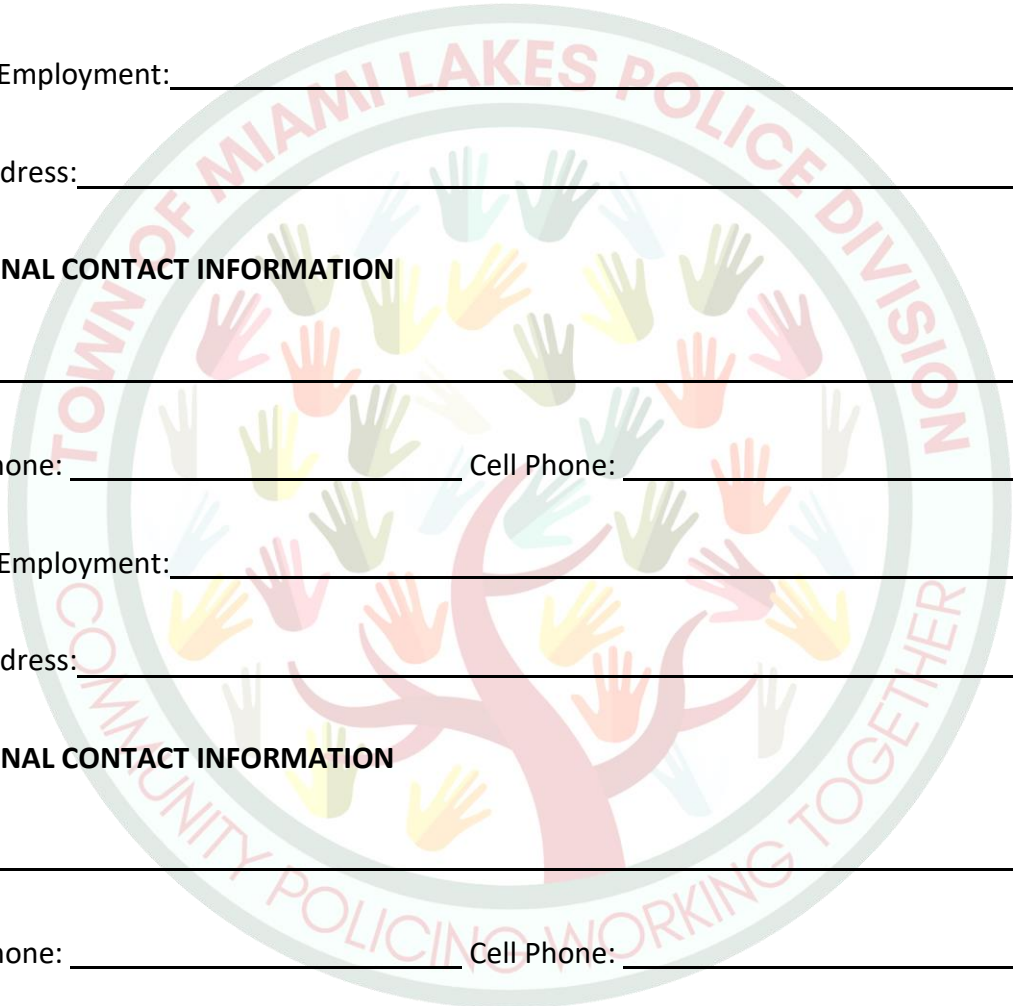 TOWN OF MIAMI LAKES POLICE DIVISION
Employment:
dress:
NAL CONTACT INFORMATION
hone: Cell Phone:
Employment:
dress:
NAL CONTACT INFORMATION
hone: Cell Phone:
COMMUNITY POLICING WORKING TOGETHER